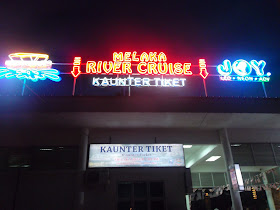 MELAKA
RIVER CRUISE
KAUNTER TIKET
JOY.
KAUNTER TIKET